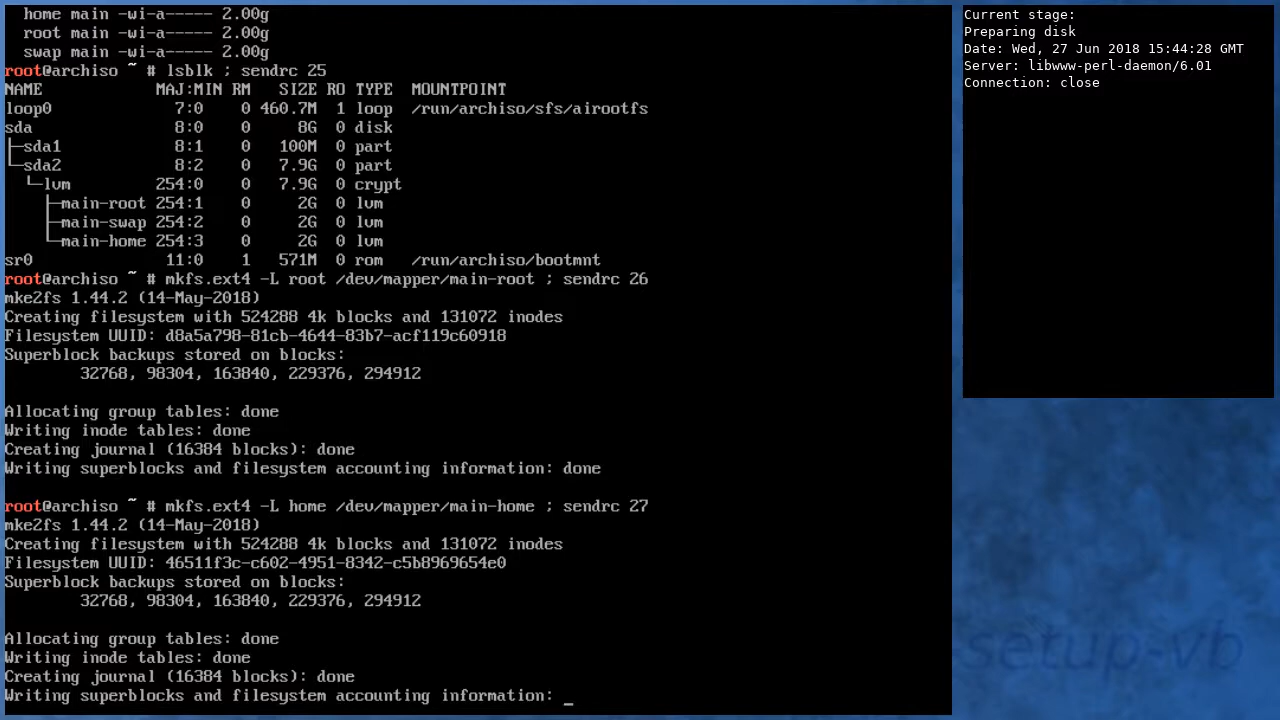 home main -wi-a----- 2.00g
  root main -wi-a----- 2.00g
  swap main -wi-a----- 2.00g
root@archiso ~ # lsblk ; sendrc 25
NAME            MAJ:MIN RM   SIZE RO TYPE  MOUNTPOINT
loop0             7:0    0 460.7M  1 loop  /run/archiso/sfs/airootfs
sda               8:0    0     8G  0 disk
├─sda1            8:1    0   100M  0 part
└─sda2            8:2    0   7.9G  0 part
  └─lvm         254:0    0   7.9G  0 crypt
    ├─main-root 254:1    0     2G  0 lvm
    ├─main-swap 254:2    0     2G  0 lvm
    └─main-home 254:3    0     2G  0 lvm
sr0              11:0    1   571M  0 rom   /run/archiso/bootmnt
root@archiso ~ # mkfs.ext4 -L root /dev/mapper/main-root ; sendrc 26
mke2fs 1.44.2 (14-May-2018)
Creating filesystem with 524288 4k blocks and 131072 inodes
Filesystem UUID: d8a5a798-81cb-4644-83b7-acf119c60918
Superblock backups stored on blocks:
        32768, 98304, 163840, 229376, 294912

Allocating group tables: done
Writing inode tables: done
Creating journal (16384 blocks): done
Writing superblocks and filesystem accounting information: done

root@archiso ~ # mkfs.ext4 -L home /dev/mapper/main-home ; sendrc 27
mke2fs 1.44.2 (14-May-2018)
Creating filesystem with 524288 4k blocks and 131072 inodes
Filesystem UUID: 46511f3c-c602-4951-8342-c5b8969654e0
Superblock backups stored on blocks:
        32768, 98304, 163840, 229376, 294912

Allocating group tables: done
Writing inode tables: done
Creating journal (16384 blocks): done
Writing superblocks and filesystem accounting information: _
Current stage:
Preparing disk
Date: Wed, 27 Jun 2018 15:44:28 GMT
Server: libwww-perl-daemon/6.01
Connection: close
setup-vb